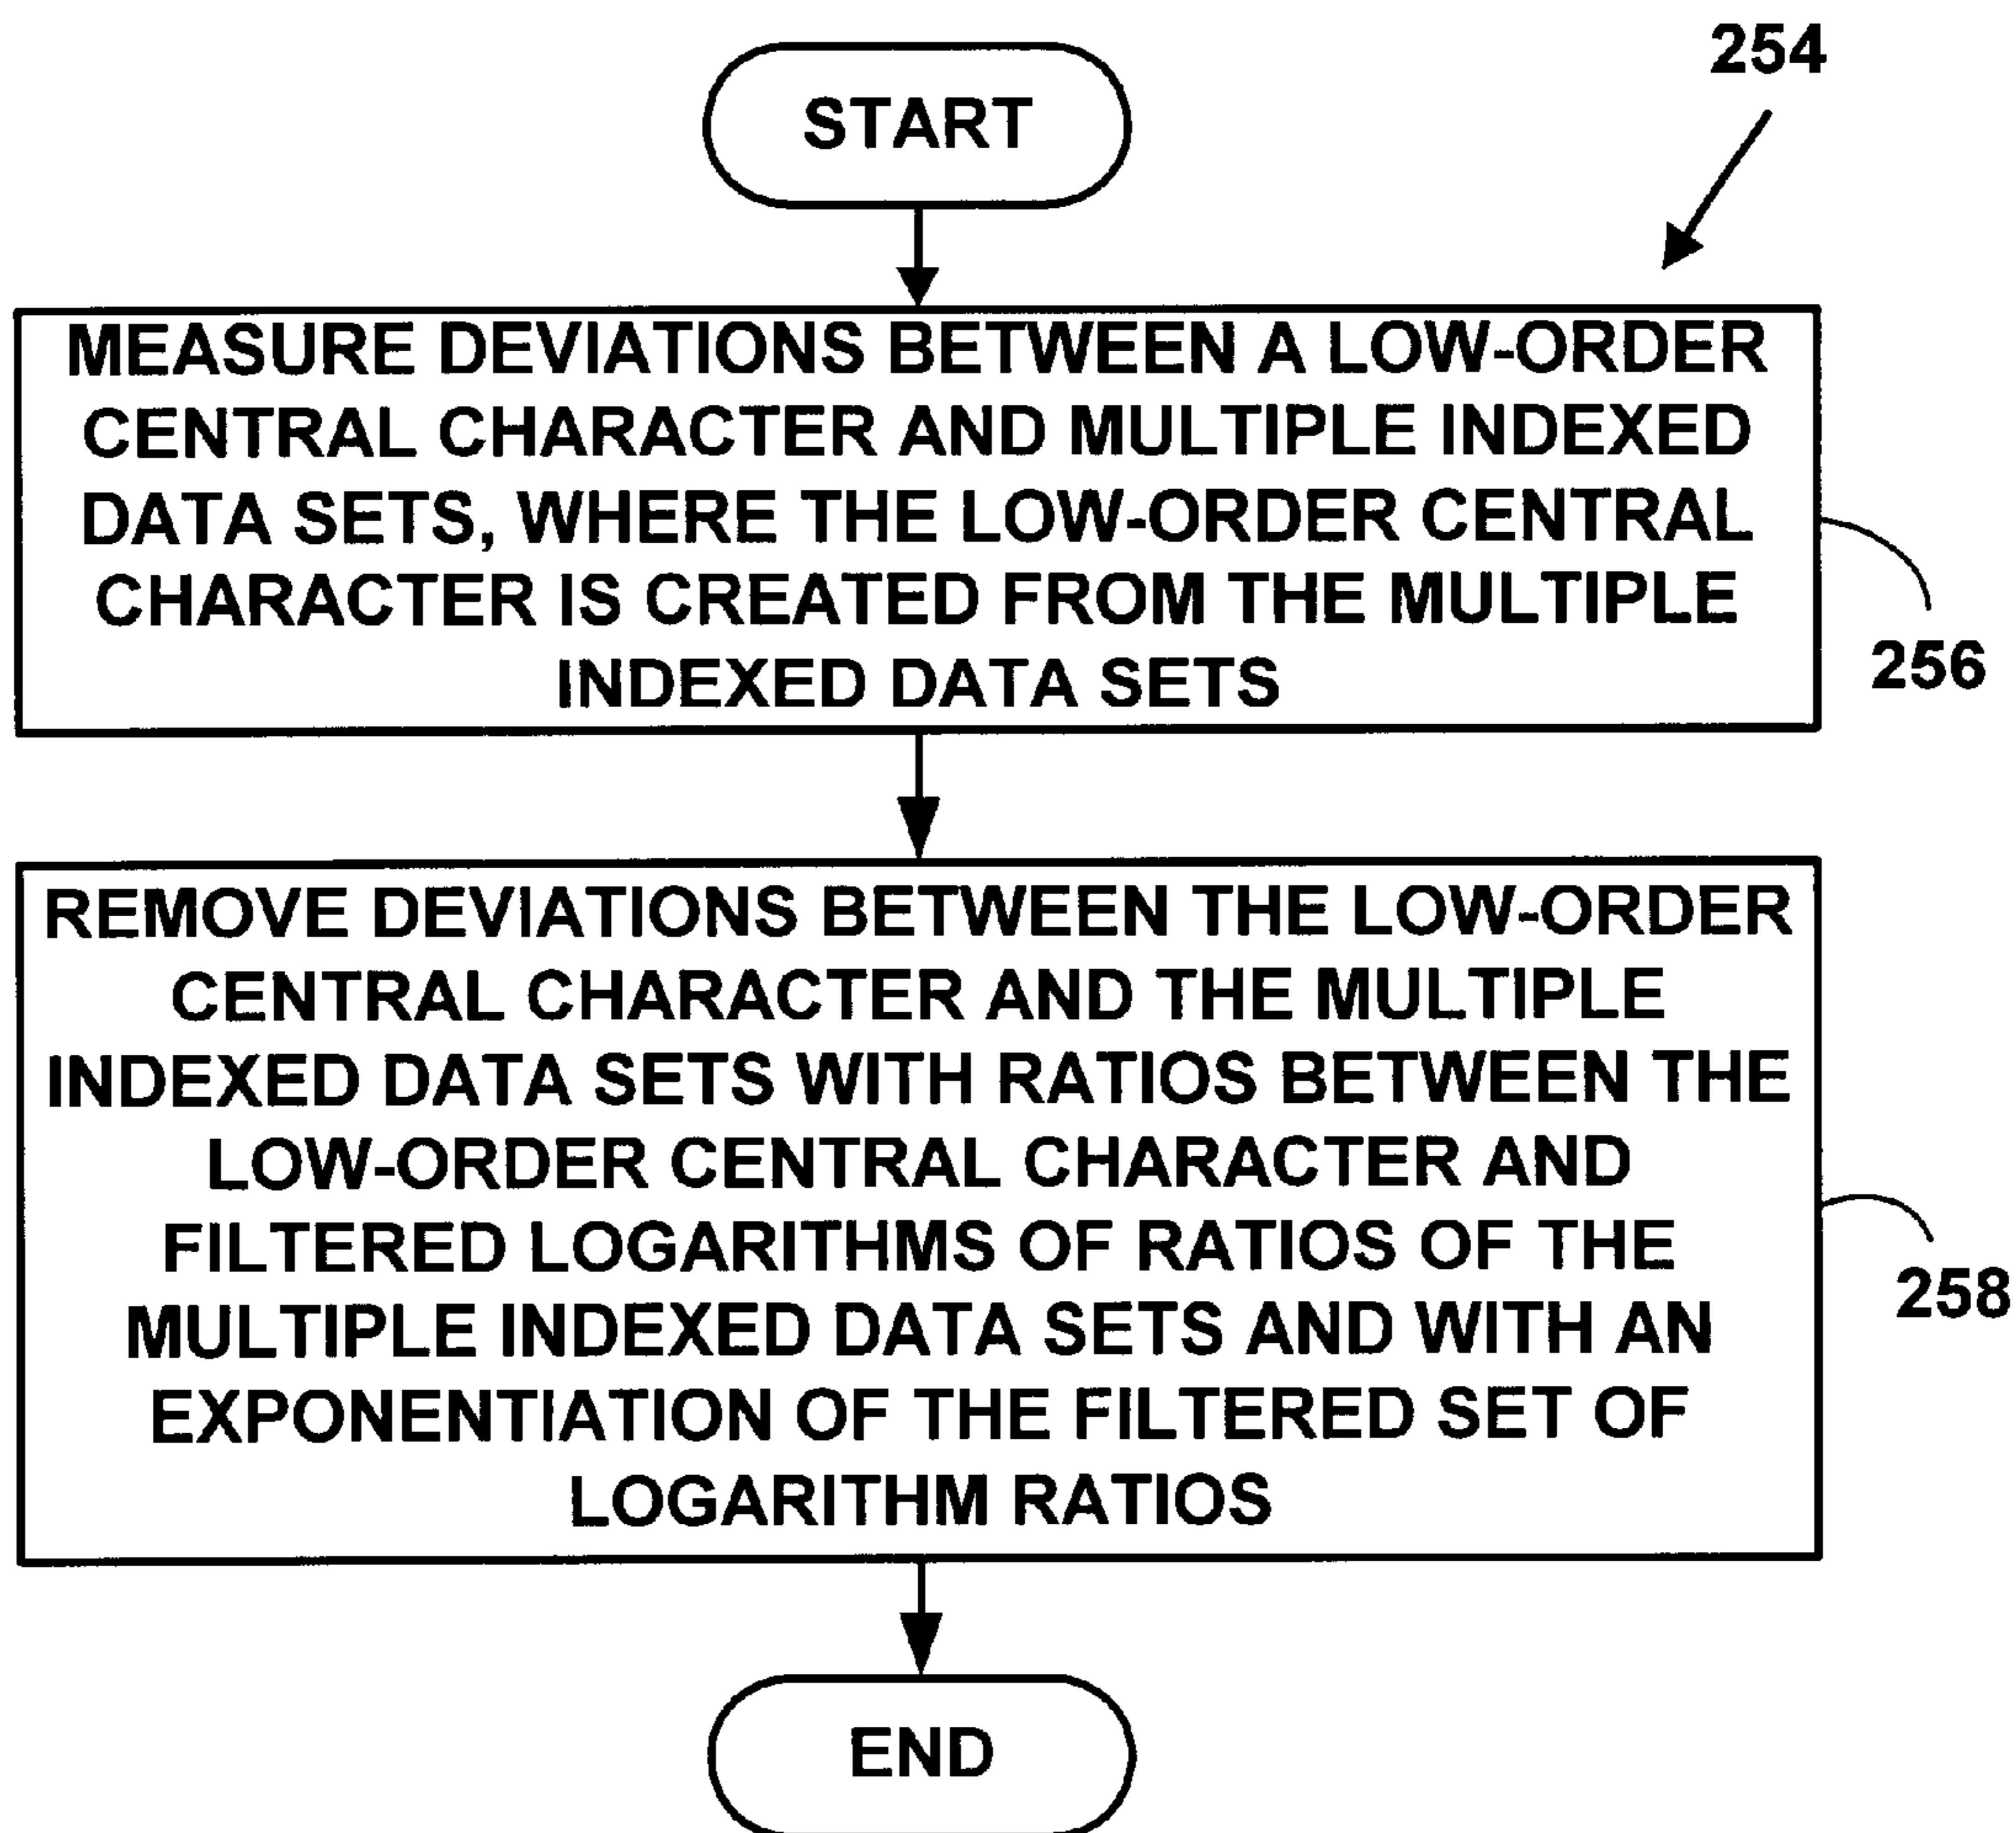 254
START
MEASURE DEVIATIONS BETWEEN A LOW-ORDER
CENTRAL CHARACTER AND MULTIPLE INDEXED
DATA SETS, WHERE THE LOW-ORDER CENTRAL
CHARACTER IS CREATED FROM THE MULTIPLE
INDEXED DATA SETS
256
REMOVE DEVIATIONS BETWEEN THE LOW-ORDER
CENTRAL CHARACTER AND THE MULTIPLE
INDEXED DATA SETS WITH RATIOS BETWEEN THE
LOW-ORDER CENTRAL CHARACTER AND
FILTERED LOGARITHMS OF RATIOS OF THE
MULTIPLE INDEXED DATA SETS AND WITH AN
EXPONENTIATION OF THE FILTERED SET OF
LOGARITHM RATIOS
258
END